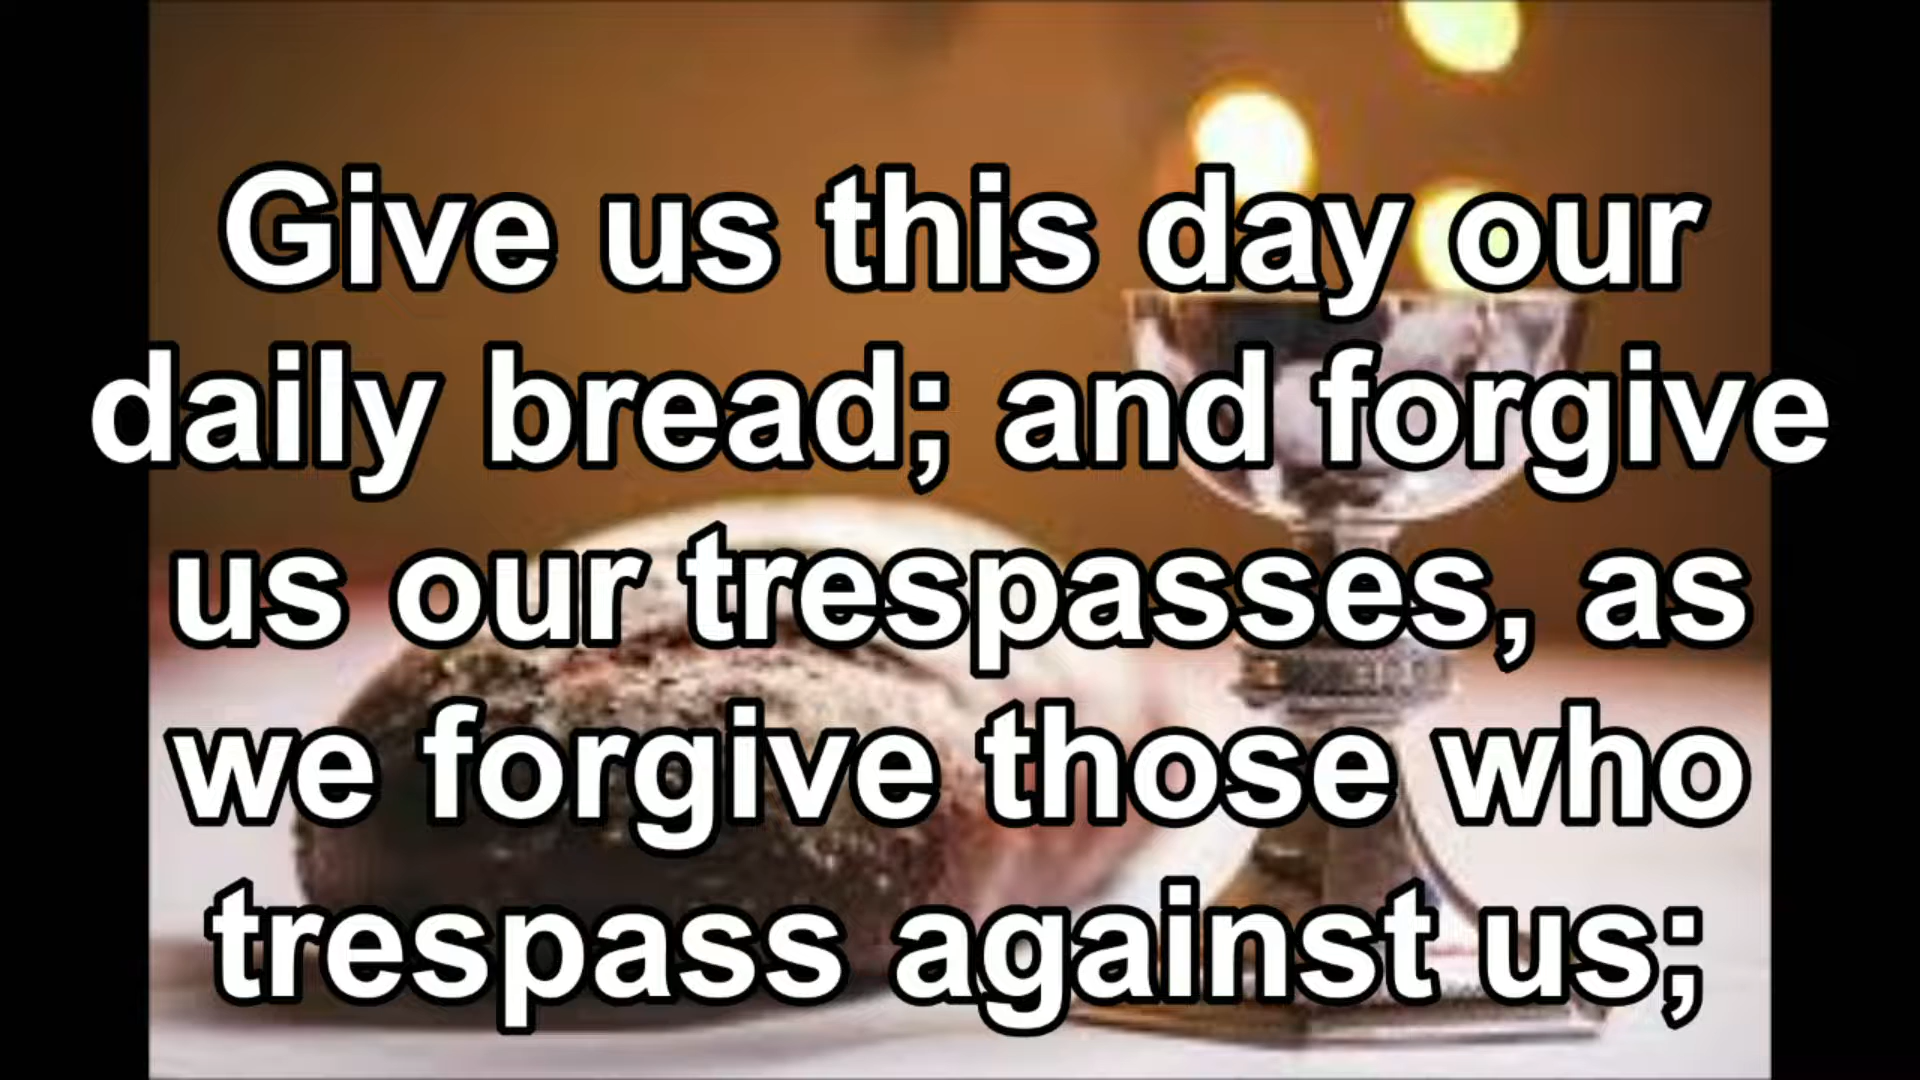 Give us this day our
daily bread; and forgive
us our trespasses, as
we forgive those who
trespass against us;